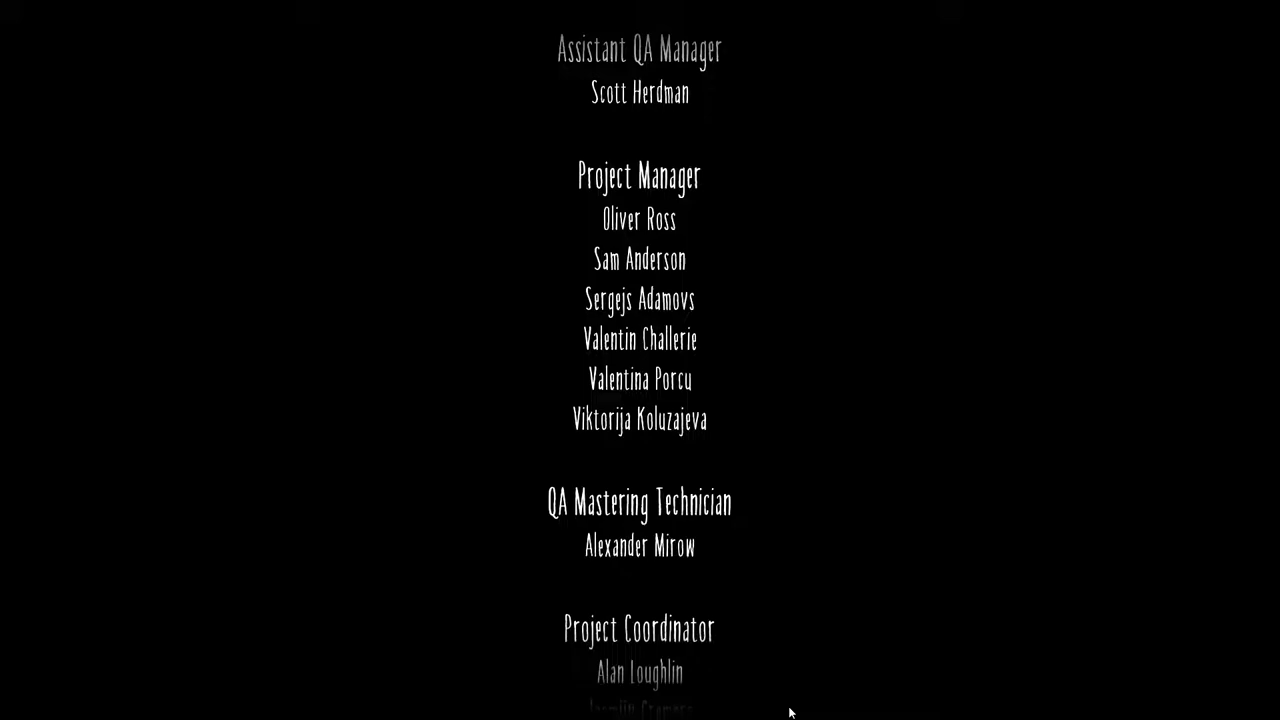 Assistant QA Manager
Scott Herdman
Project Manager
Oliver Ross
Sam Anderson
Sergejs Adamovs
Valentin Challerie
Valentina Porcu
Viktorija Koluzajeva
QA Mastering Technician
Alexander Mirow
Project Coordinator
Alan Loughlin